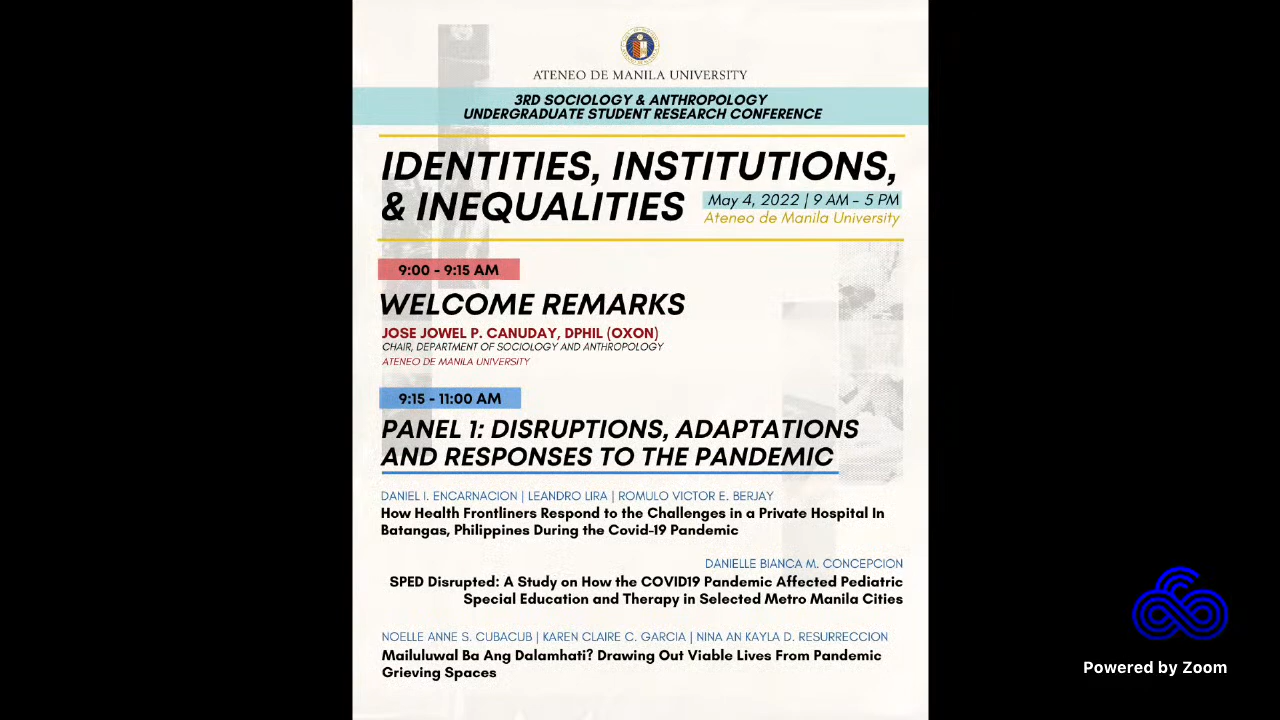 ATENEO DE MANILA UNIVERSITY
3RD SOCIOLOGY & ANTHROPOLOGY
UNDERGRADUATE STUDENT RESEARCH CONFERENCE
IDENTITIES, INSTITUTIONS,
& INEQUALITIES
May 4, 2022 | 9 AM – 5 PM
Ateneo de Manila University
9:00 - 9:15 AM
WELCOME REMARKS
JOSE JOWEL P. CANUDAY, DPHIL (OXON)
CHAIR, DEPARTMENT OF SOCIOLOGY AND ANTHROPOLOGY
ATENEO DE MANILA UNIVERSITY
9:15 - 11:00 AM
PANEL 1: DISRUPTIONS, ADAPTATIONS
AND RESPONSES TO THE PANDEMIC
DANIEL I. ENCARNACION | LEANDRO LIRA | ROMULO VICTOR E. BERJAY
How Health Frontliners Respond to the Challenges in a Private Hospital In
Batangas, Philippines During the Covid-19 Pandemic
DANIELLE BIANCA M. CONCEPCION
SPED Disrupted: A Study on How the COVID19 Pandemic Affected Pediatric
Special Education and Therapy in Selected Metro Manila Cities
NOELLE ANNE S. CUBACUB | KAREN CLAIRE C. GARCIA | NINA AN KAYLA D. RESURRECCION
Mailuluwal Ba Ang Dalamhati? Drawing Out Viable Lives From Pandemic
Grieving Spaces
Powered by Zoom